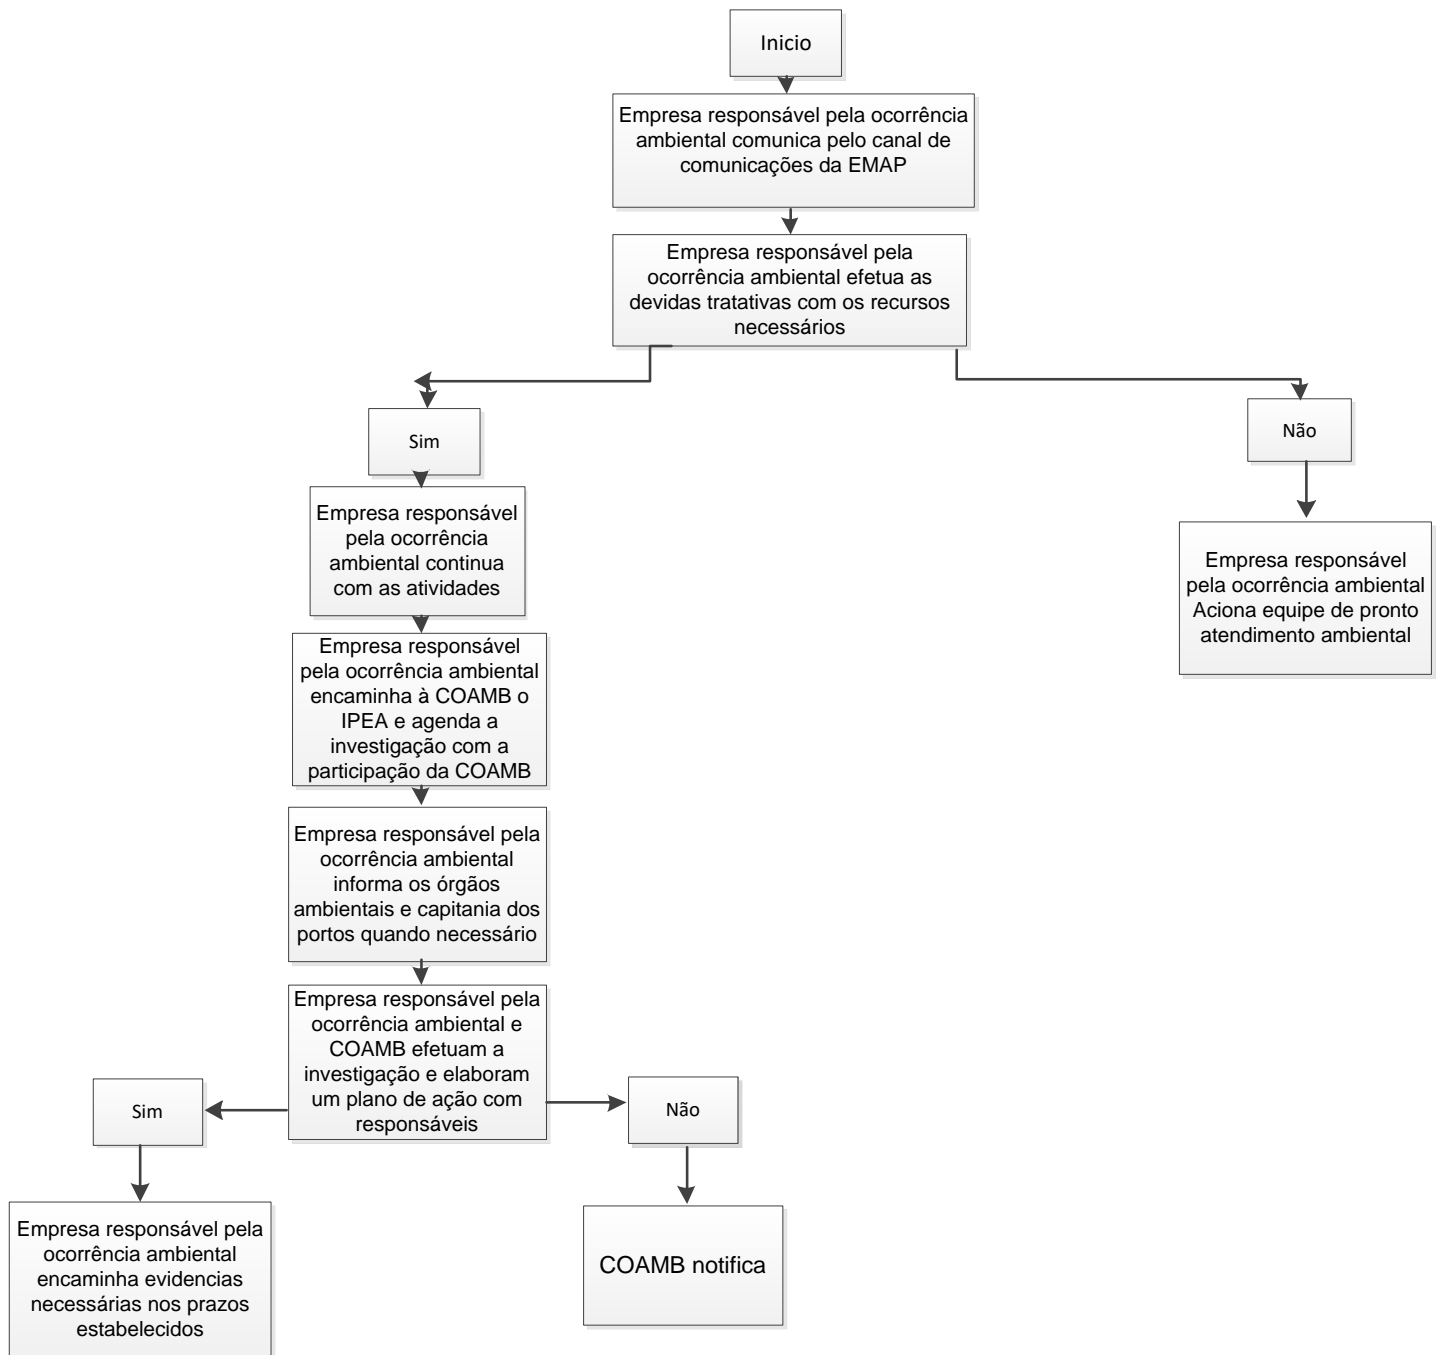 Inicio
Empresa responsável pela ocorrência
ambiental comunica pelo canal de
comunicações da EMAP
Empresa responsável pela
ocorrência ambiental efetua as
devidas tratativas com os recursos
necessários
Sim
Não
Empresa responsável
pela ocorrência
ambiental continua
com as atividades
Empresa responsável
pela ocorrência ambiental
Aciona equipe de pronto
atendimento ambiental
Empresa responsável
pela ocorrência ambiental
encaminha à COAMB o
IPEA e agenda a
investigação com a
participação da COAMB
Empresa responsável pela
ocorrência ambiental
informa os órgãos
ambientais e capitania dos
portos quando necessário
Empresa responsável pela
ocorrência ambiental e
COAMB efetuam a
investigação e elaboram
um plano de ação com
responsáveis
Sim
Não
Empresa responsável pela
ocorrência ambiental
encaminha evidencias
necessárias nos prazos
estabelecidos
COAMB notifica